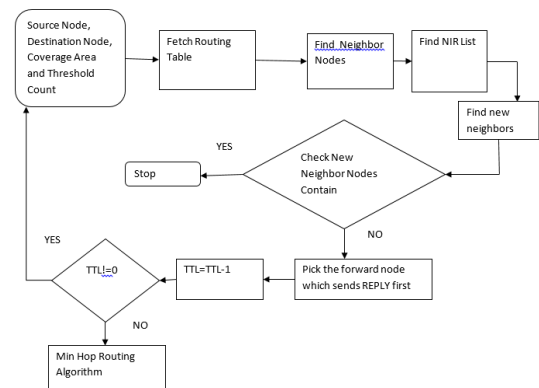 Source Node,
Destination Node,
Coverage Area
and Threshold
Count
Fetch Routing
Table
Find Neighbor
Nodes
Find NIR List
Find new
neighbors
YES
Check New
Neighbor Nodes
Contain
Stop
NO
YES
TTL!=0
TTL=TTL-1
Pick the forward node
which sends REPLY first
NO
Min Hop Routing
Algorithm